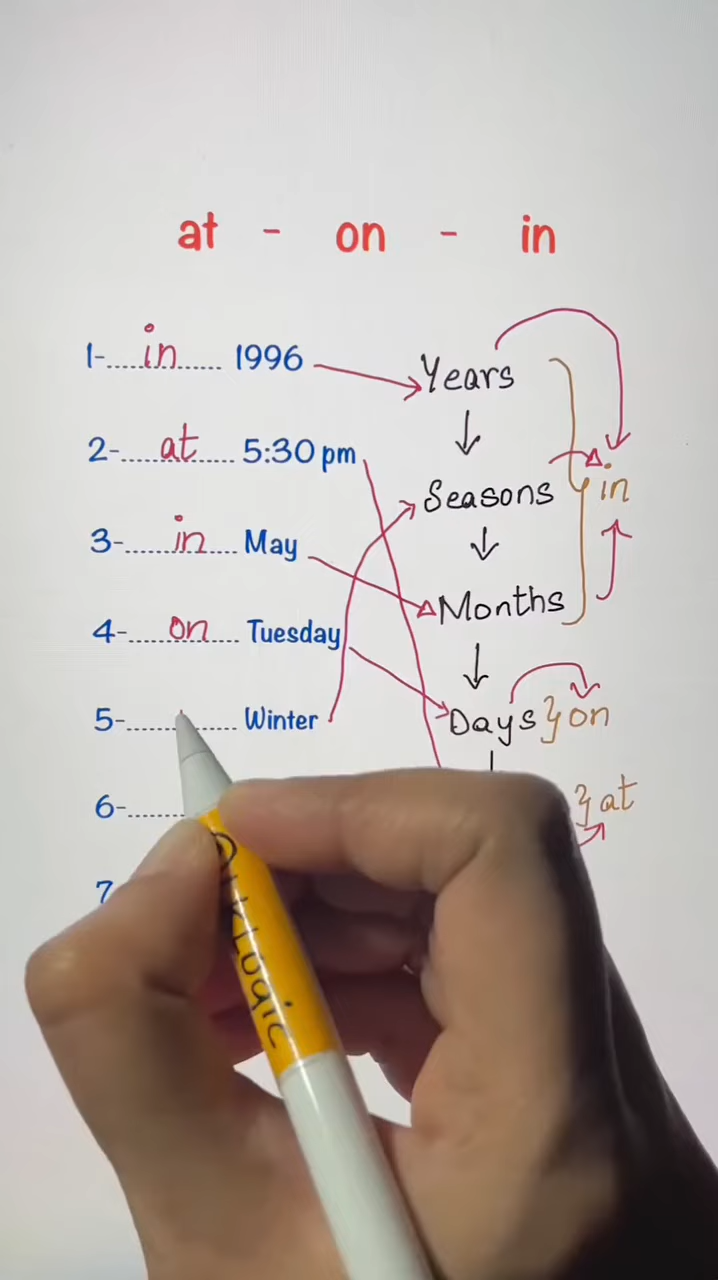 at - on - in
1-....in...... 1996
Years
2-....at..... 5:30 pm
Seasons
in
3-......in.... May
Months
4-....on.... Tuesday
5-.............. Winter
Days } on
6-.......
} at
7